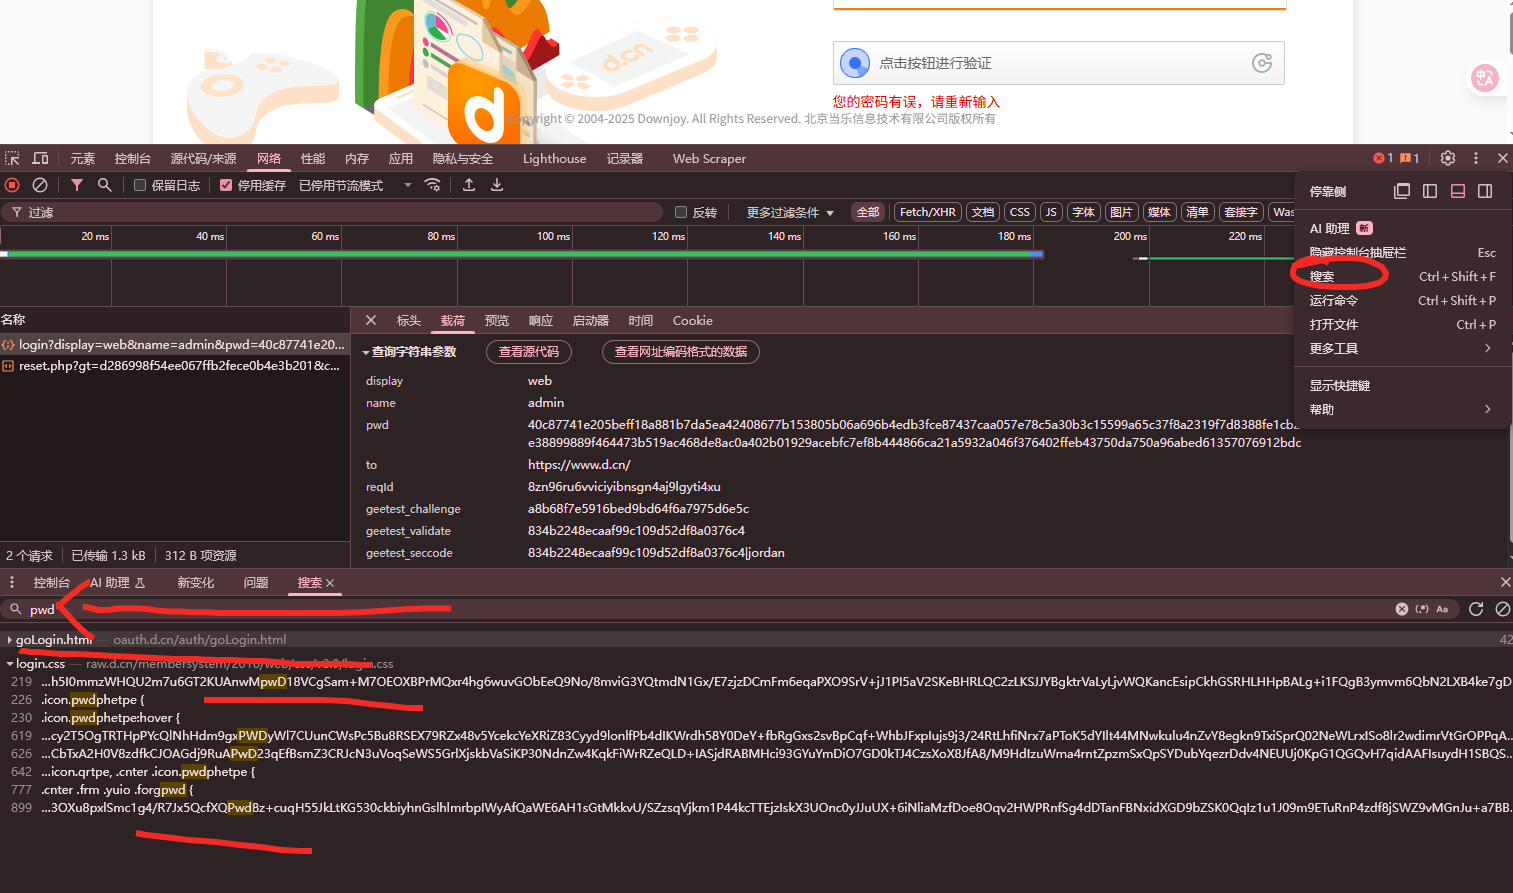 d.cn
d
点击按钮进行验证
您的密码有误，请重新输入
Copyright © 2004-2025 Downjoy. All Rights Reserved. 北京当乐信息技术有限公司版权所有
元素 控制台 源代码/来源 网络 性能 内存 应用 隐私与安全 Lighthouse 记录器 Web Scraper 1 1
保留日志 停用缓存 已停用节流模式
过滤 反转 更多过滤条件 全部 Fetch/XHR 文档 CSS JS 字体 图片 媒体 清单 套接字 Was
20 ms 40 ms 60 ms 80 ms 100 ms 120 ms 140 ms 160 ms 180 ms 200 ms 220 ms
停靠侧
AI 助理 新
隐藏控制台抽屉栏 Esc
搜索 Ctrl + Shift + F
运行命令 Ctrl + Shift + P
打开文件 Ctrl + P
更多工具
显示快捷键
帮助
名称
login?display=web&name=admin&pwd=40c87741e20...
reset.php?gt=d286998f54ee067ffb2fece0b4e3b201&c...
2 个请求 已传输 1.3 kB 312 B 项资源
标头 载荷 预览 响应 启动器 时间 Cookie
查询字符串参数 查看源代码 查看网址编码格式的数据
display web
name admin
pwd 40c87741e205beff18a881b7da5ea42408677b153805b06a696b4edb3fce87437caa057e78c5a30b3c15599a65c37f8a2319f7d8388fe1cb
e38899889f464473b519ac468de8ac0a402b01929acebfc7ef8b444866ca21a5932a046f376402ffeb43750da750a96abed61357076912bdc
to https://www.d.cn/
reqId 8zn96ru6vviciyibnsgn4aj9lgyti4xu
geetest_challenge a8b68f7e5916bed9bd64f6a7975d6e5c
geetest_validate 834b2248ecaaf99c109d52df8a0376c4
geetest_seccode 834b2248ecaaf99c109d52df8a0376c4|jordan
控制台 AI 助理 新变化 问题 搜索
pwd (.*) Aa
goLogin.html — oauth.d.cn/auth/goLogin.html 42
login.css — raw.d.cn/membersystem/2016/web/css/v3.0/login.css
219 ...h5I0mmzWHQU2m7u6GT2KUAnwMpwD18VCgSam+M7OEOXBPrMQxr4hg6wuvGObEeQ9No/8mviG3YQtmdN1Gx/E7zjzDCmFm6eqaPXO9SrV+jJ1PI5aV2SKeBHRLQC2zLKSJJYBgktrVaLyLjvWQKancEsipCkhGSRHLHHpBALg+i1FQgB3ymvm6QbN2LXB4ke7gD
226 .icon.pwdphetpe {
230 .icon.pwdphetpe:hover {
619 ...cy2T5OgTRTHpPYcQlNhHdm9gxPWDyWl7CUunCWsPc5Bu8RSEX79RZx48v5YcekcYeXRiZ83Cyyd9lonlfPb4dIKWrdh58Y0DeY+fbRgGxs2svBpCqf+WhbJFxpIujs9j3/24RtLhfiNrx7aPToK5dYIlt44MNwkulu4nZvY8egkn9TxiSprQ02NeWLrxISo8lr2wdimrVtGrOPPqA...
626 ...CbTxA2H0V8zdfkCJOAGdj9RuAPwD23qEfBsmZ3CRJcN3uVoqSeWS5GrlXjskbVaSiKP30NdnZw4KqkFiWrRZeQLD+IASjdRABMHci93GYuYmDiO7GD0kTJ4CzsXoX8JfA8/M9HdIzuWma4rntZpzmSxQpSYDubYqezrDdv4NEUUj0KpG1QGQvH7qidAAFIsuydH1SBQS...
642 ...icon.qrtpe, .cnter .icon.pwdphetpe {
777 .cnter .frm .yuio .forgpwd {
899 ...3OXu8pxlSmc1g4/R7Jx5QcfXQPwd8z+cuqH55JkLtKG530ckbiyhnGslhImrbpIWyAfQaWE6AH1sGtMkkvU/SZzsqVjkm1P44kcTTEjzIskX3UOnc0yJJuUX+6iNliaMzfDoe8Oqv2HWPRnfSg4dDTanFBNxidXGD9bZSK0QqIz1u1J09m9ETuRnP4zdf8jSWZ9vMGnJu+a7BB.